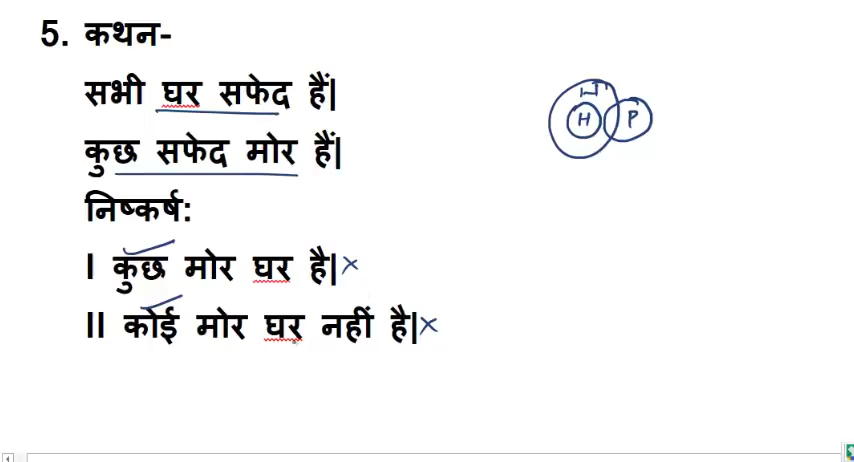 5. कथन-
सभी घर सफेद हैं|
कुछ सफेद मोर हैं|
निष्कर्ष:
I कुछ मोर घर है| ×
II कोई मोर घर नहीं है| ×
H P